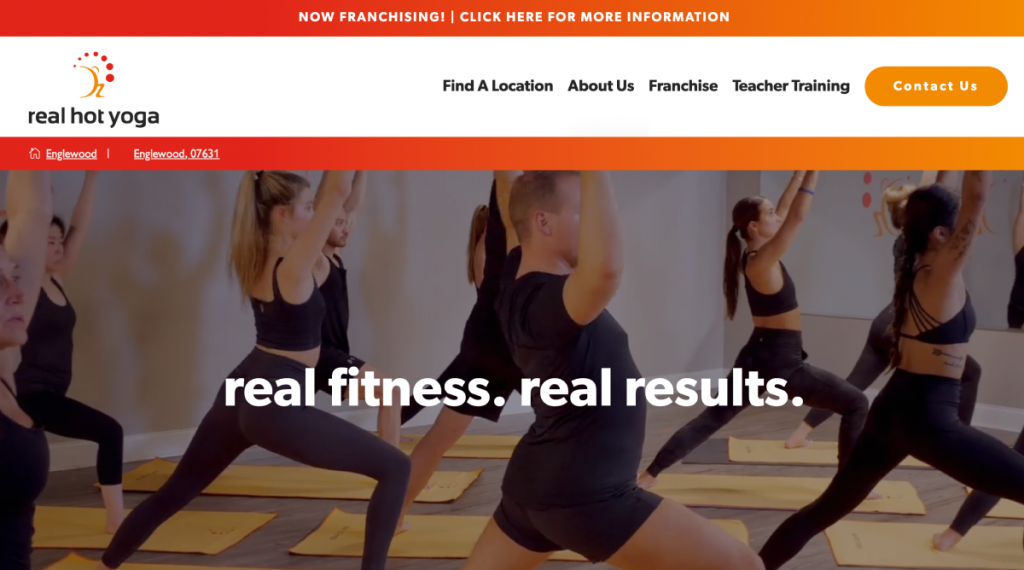 NOW FRANCHISING! | CLICK HERE FOR MORE INFORMATION
real hot yoga
Find A Location About Us Franchise Teacher Training Contact Us
Englewood | Englewood, 07631
real fitness. real results.